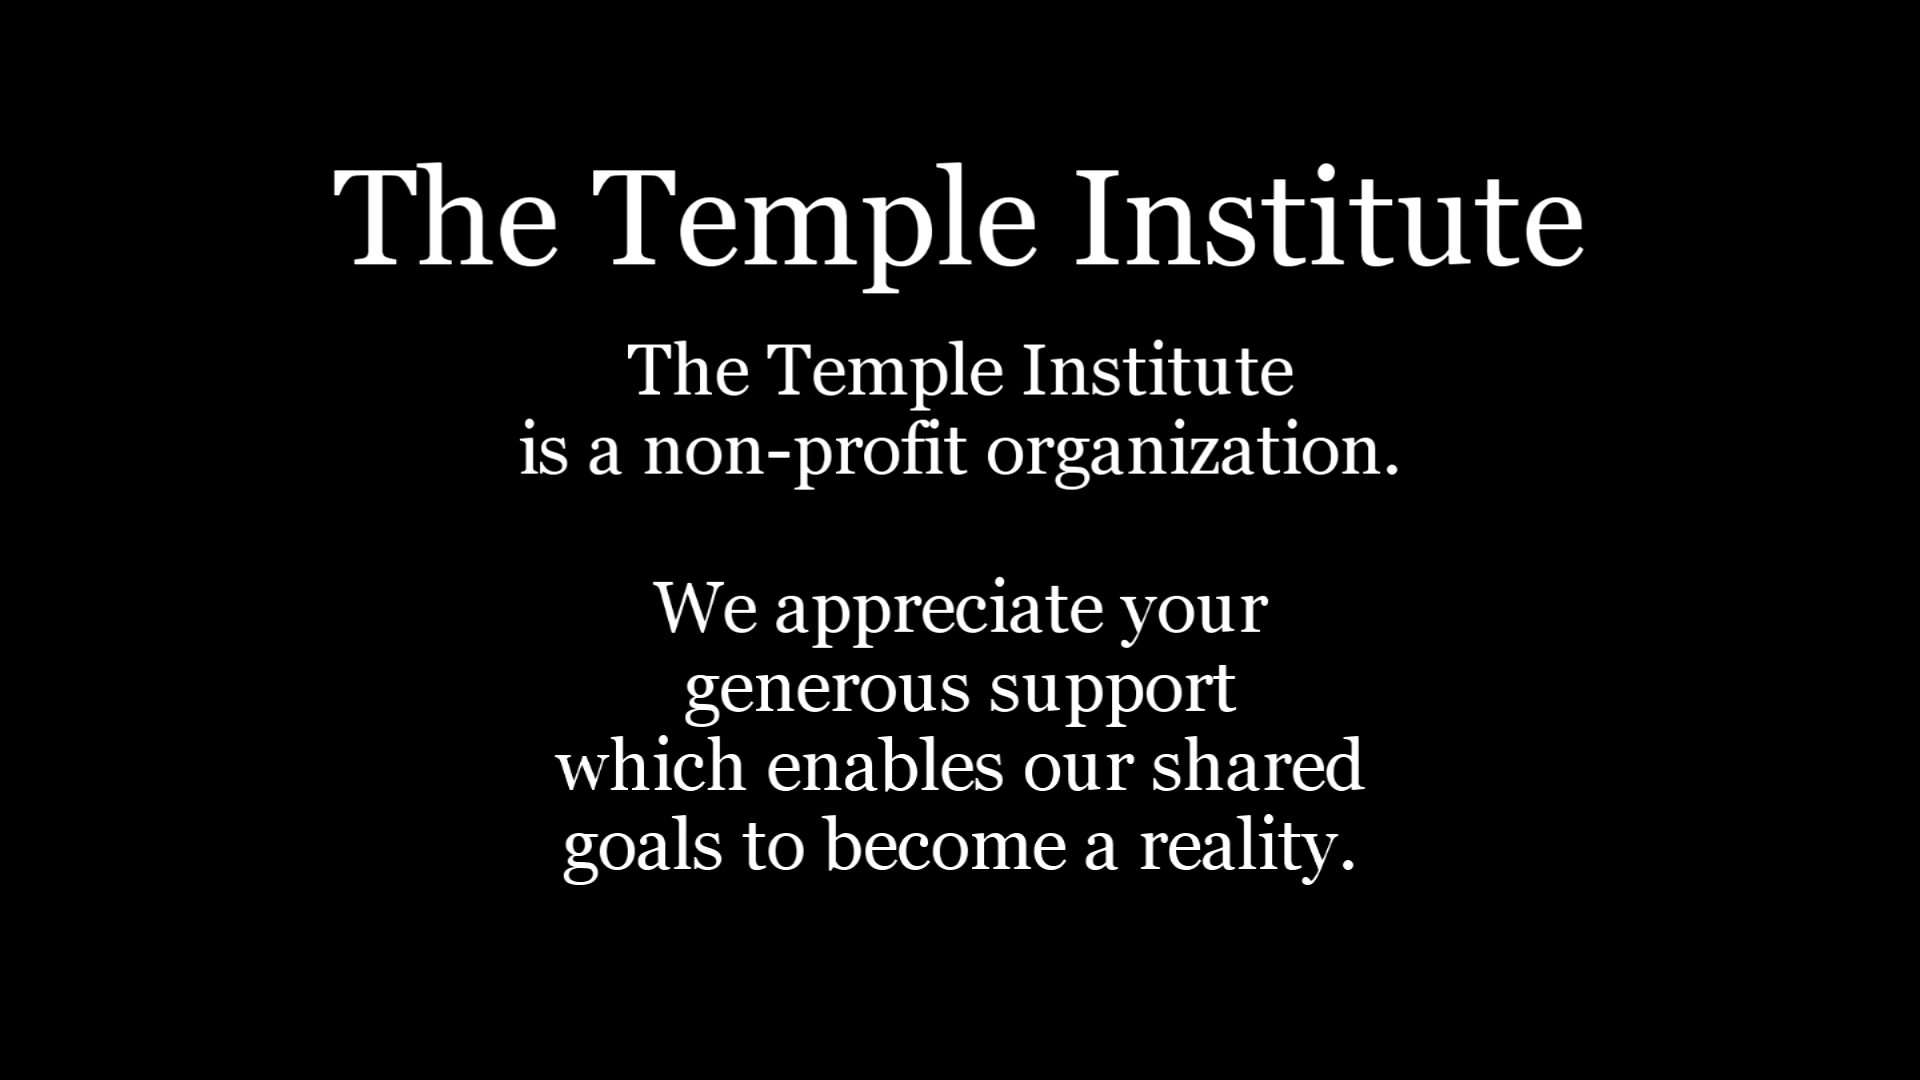 The Temple Institute
The Temple Institute
is a non-profit organization.
We appreciate your
generous support
which enables our shared
goals to become a reality.